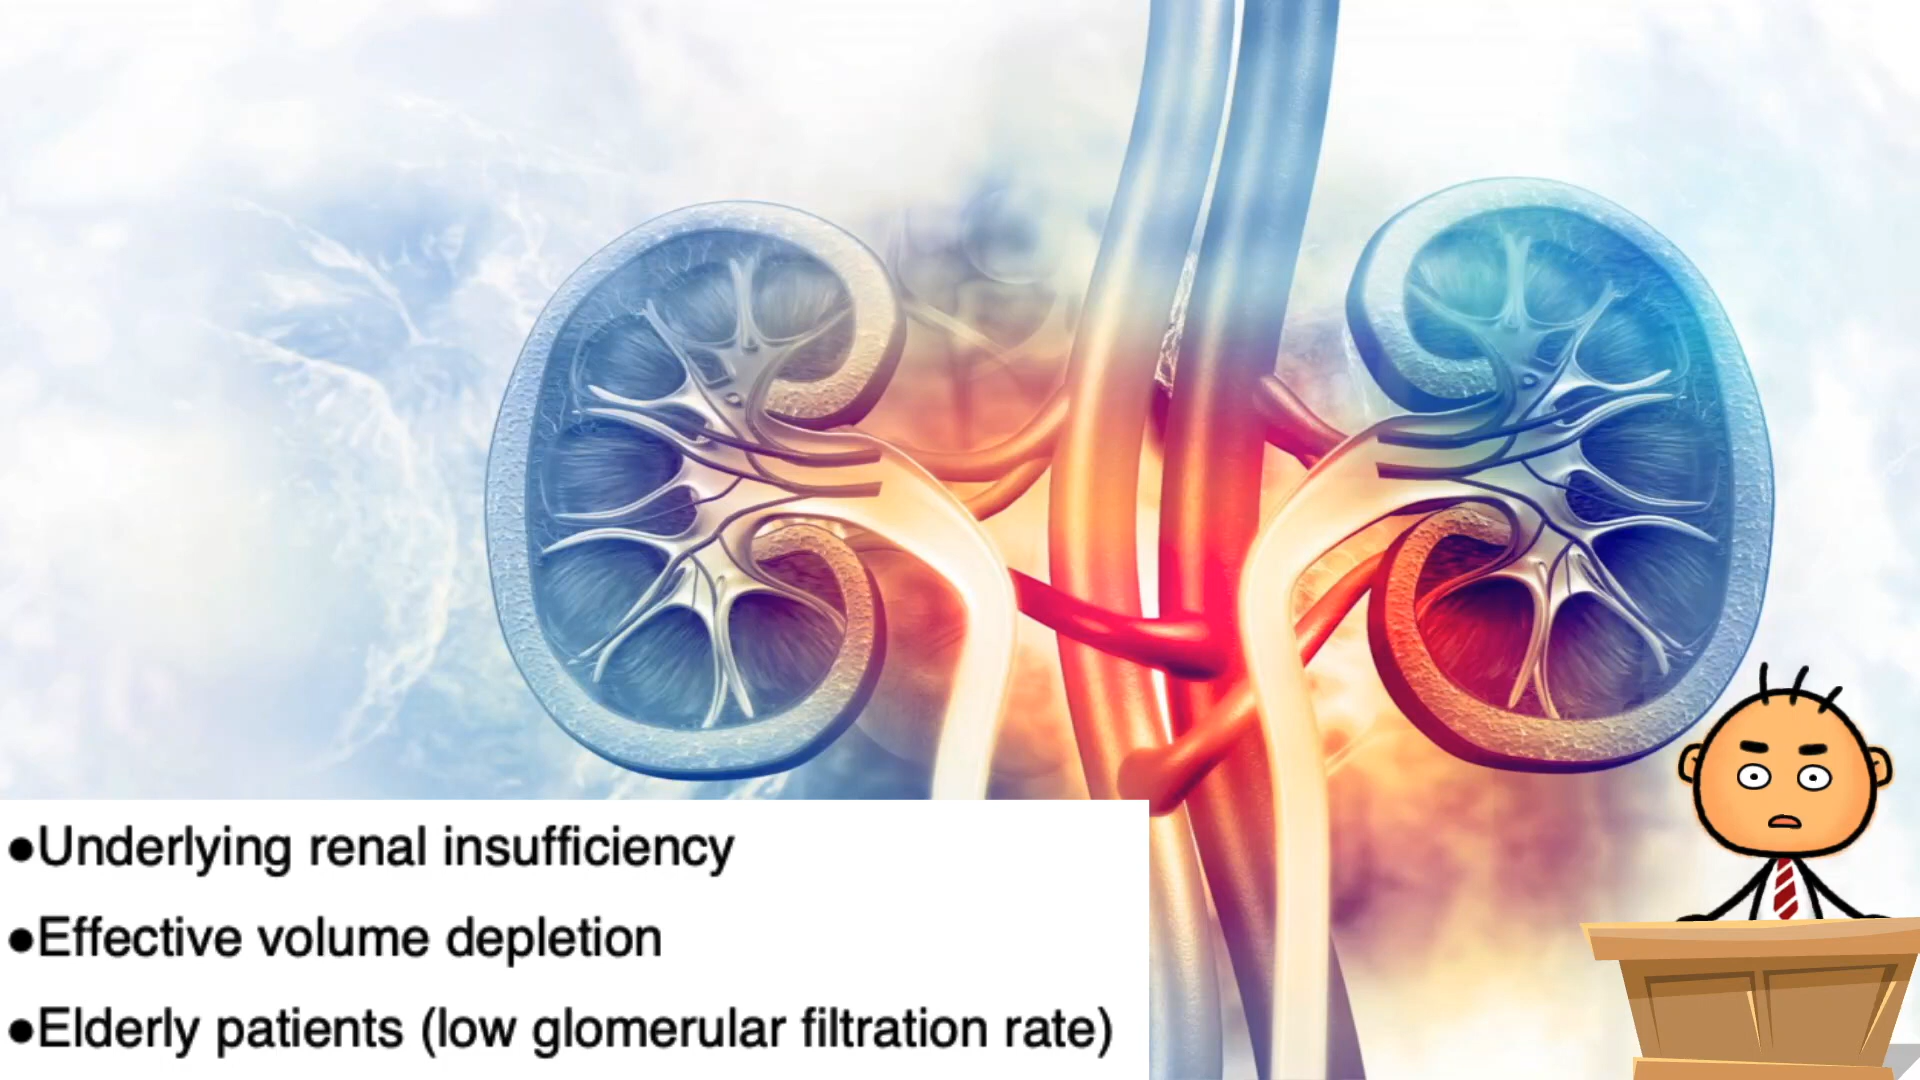 ●Underlying renal insufficiency
●Effective volume depletion
●Elderly patients (low glomerular filtration rate)